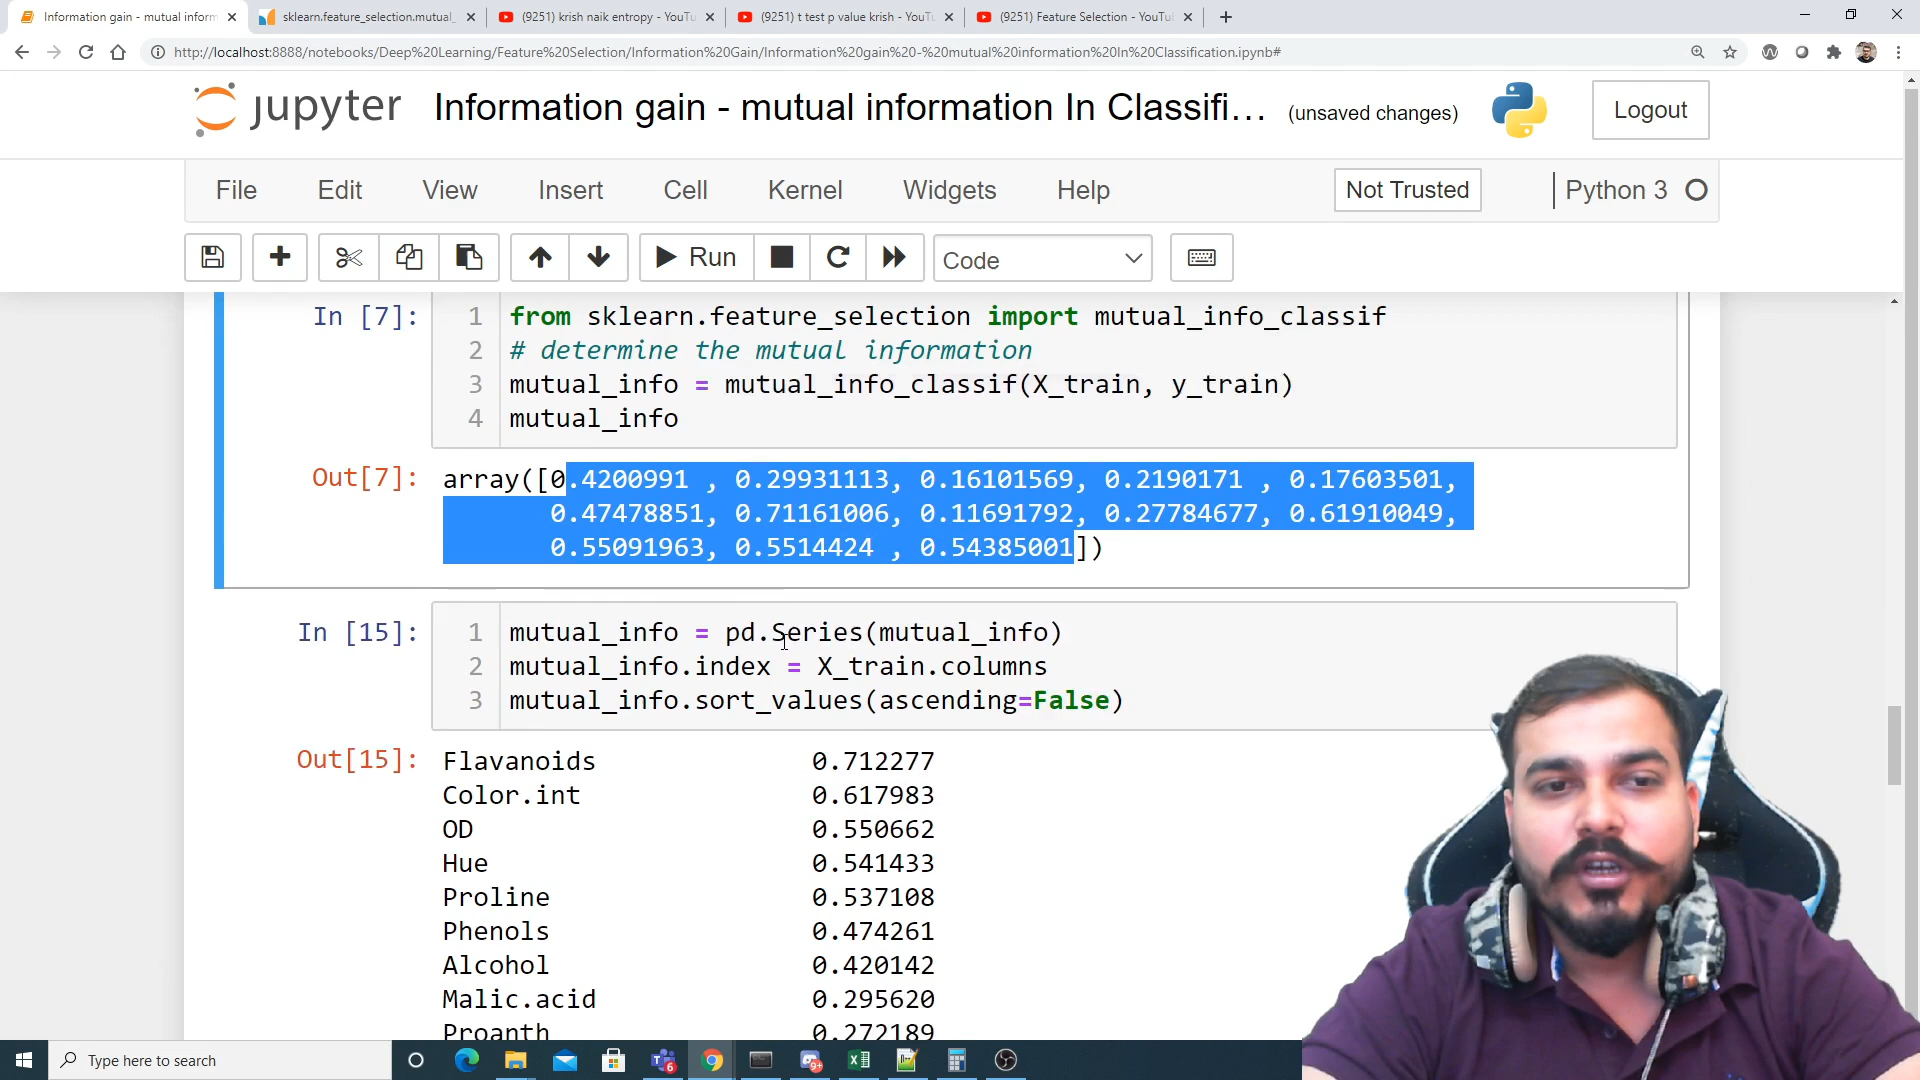 Information gain - mutual inform
sklearn.feature_selection.mutual_
(9251) krish naik entropy - YouTu
(9251) t test p value krish - YouTu
(9251) Feature Selection - YouTu
http://localhost:8888/notebooks/Deep%20Learning/Feature%20Selection/Information%20Gain/Information%20gain%20-%20mutual%20information%20In%20Classification.ipynb#
jupyter Information gain - mutual information In Classifi... (unsaved changes) Logout
File Edit View Insert Cell Kernel Widgets Help Not Trusted Python 3
Run Code
In [7]:
1 from sklearn.feature_selection import mutual_info_classif
2 # determine the mutual information
3 mutual_info = mutual_info_classif(X_train, y_train)
4 mutual_info
Out[7]: array([0.4200991 , 0.29931113, 0.16101569, 0.2190171 , 0.17603501,
0.47478851, 0.71161006, 0.11691792, 0.27784677, 0.61910049,
0.55091963, 0.5514424 , 0.54385001])
In [15]:
1 mutual_info = pd.Series(mutual_info)
2 mutual_info.index = X_train.columns
3 mutual_info.sort_values(ascending=False)
Out[15]: Flavanoids 0.712277
Color.int 0.617983
OD 0.550662
Hue 0.541433
Proline 0.537108
Phenols 0.474261
Alcohol 0.420142
Malic.acid 0.295620
Proanth 0.272189
Type here to search
6
9+